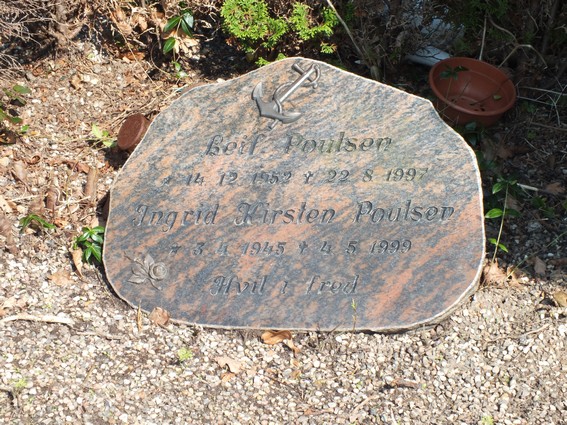 Leif Poulsen
* 14.12.1952 † 22.8.1997
Ingrid Kirsten Poulsen
* 3.4.1945 † 4.5.1999
Hvil i fred